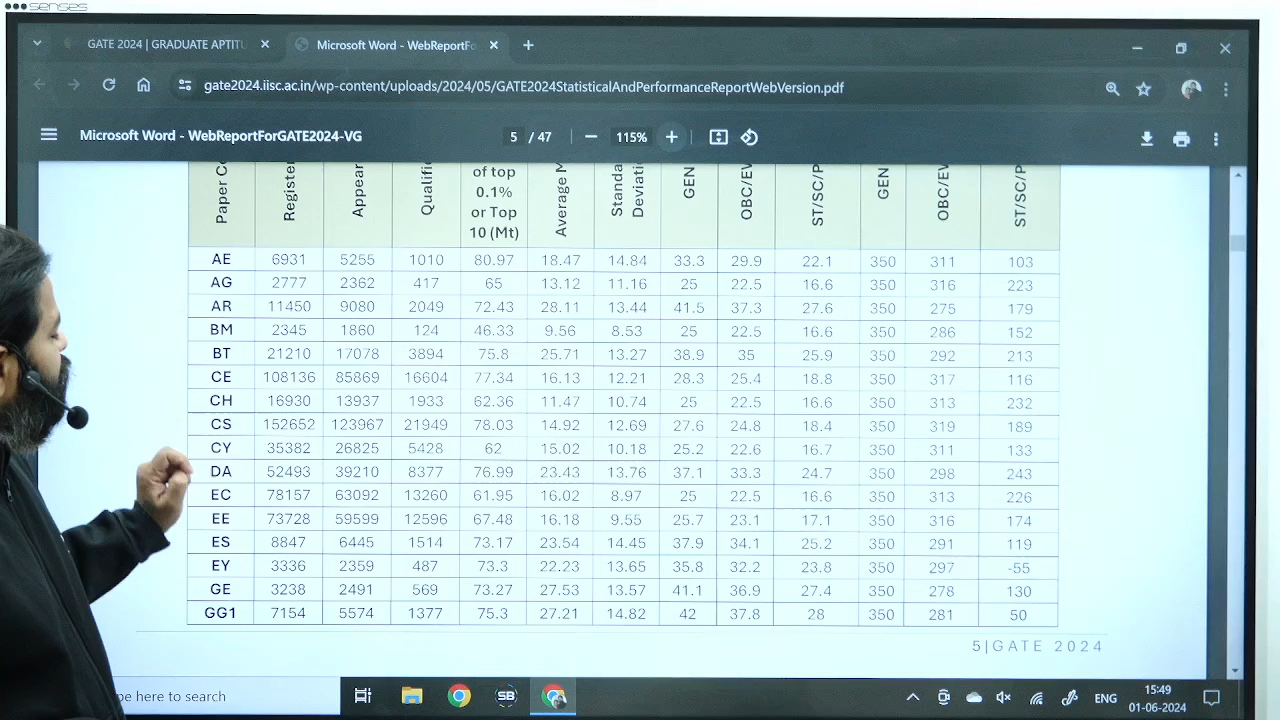 senses
GATE 2024 | GRADUATE APTITU
Microsoft Word - WebReportFo
gate2024.iisc.ac.in/wp-content/uploads/2024/05/GATE2024StatisticalAndPerformanceReportWebVersion.pdf
Microsoft Word - WebReportForGATE2024-VG
5 / 47
115%
Paper Co
Register
Appear
Qualifi
of top
0.1%
or Top
10 (Mt)
Average M
Standa
Deviati
GEN
OBC/EW
ST/SC/P
GEN
OBC/EW
ST/SC/P
AE 6931 5255 1010 80.97 18.47 14.84 33.3 29.9 22.1 350 311 103
AG 2777 2362 417 65 13.12 11.16 25 22.5 16.6 350 316 223
AR 11450 9080 2049 72.43 28.11 13.44 41.5 37.3 27.6 350 275 179
BM 2345 1860 124 46.33 9.56 8.53 25 22.5 16.6 350 286 152
BT 21210 17078 3894 75.8 25.71 13.27 38.9 35 25.9 350 292 213
CE 108136 85869 16604 77.34 16.13 12.21 28.3 25.4 18.8 350 317 116
CH 16930 13937 1933 62.36 11.47 10.74 25 22.5 16.6 350 313 232
CS 152652 123967 21949 78.03 14.92 12.69 27.6 24.8 18.4 350 319 189
CY 35382 26825 5428 62 15.02 10.18 25.2 22.6 16.7 350 311 133
DA 52493 39210 8377 76.99 23.43 13.76 37.1 33.3 24.7 350 298 243
EC 78157 63092 13260 61.95 16.02 8.97 25 22.5 16.6 350 313 226
EE 73728 59599 12596 67.48 16.18 9.55 25.7 23.1 17.1 350 316 174
ES 8847 6445 1514 73.17 23.54 14.45 37.9 34.1 25.2 350 291 119
EY 3336 2359 487 73.3 22.23 13.65 35.8 32.2 23.8 350 297 -55
GE 3238 2491 569 73.27 27.53 13.57 41.1 36.9 27.4 350 278 130
GG1 7154 5574 1377 75.3 27.21 14.82 42 37.8 28 350 281 50
5|GATE 2024
pe here to search
SB
ENG
15:49
01-06-2024